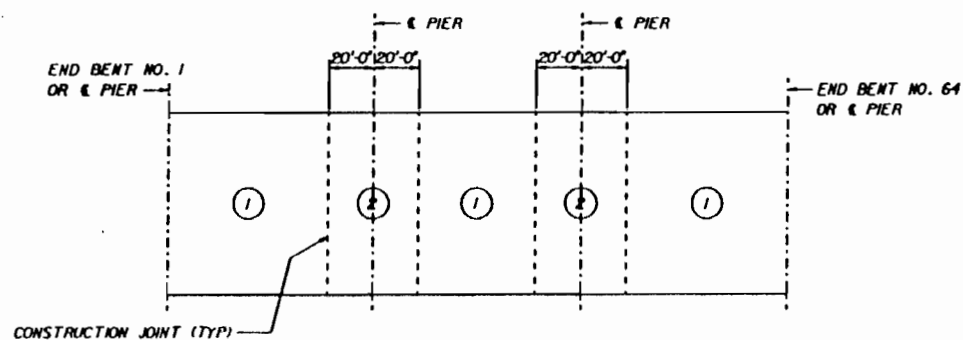 ℄ PIER
℄ PIER
20'-0" 20'-0"
20'-0" 20'-0"
END BENT NO. 1
OR ℄ PIER
END BENT NO. 64
OR ℄ PIER
1 2 1 2 1
CONSTRUCTION JOINT (TYP)